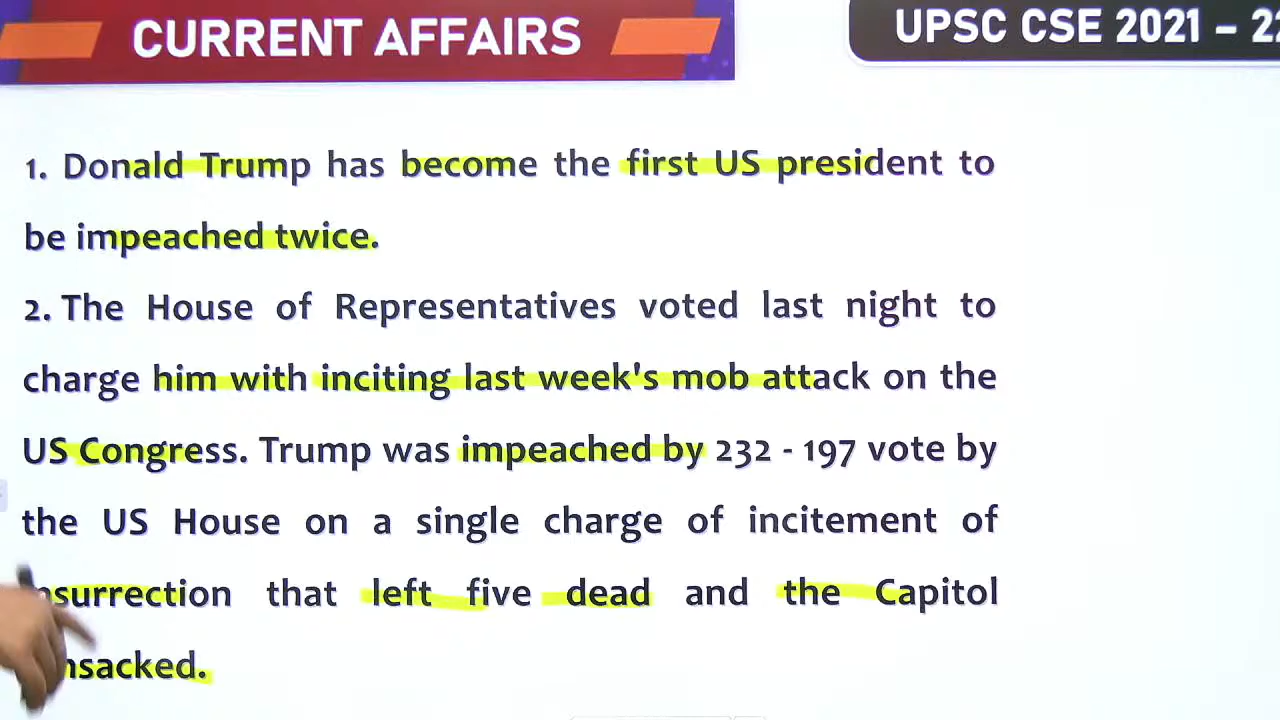 CURRENT AFFAIRS
UPSC CSE 2021 – 22
1. Donald Trump has become the first US president to
be impeached twice.
2. The House of Representatives voted last night to
charge him with inciting last week's mob attack on the
US Congress. Trump was impeached by 232 - 197 vote by
the US House on a single charge of incitement of
insurrection that left five dead and the Capitol